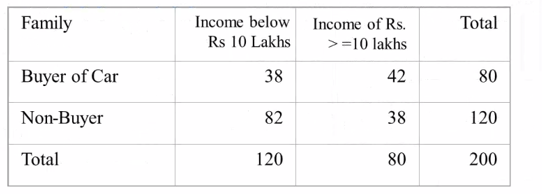 Family Income below Rs 10 Lakhs Income of Rs. > =10 lakhs Total
Buyer of Car 38 42 80
Non-Buyer 82 38 120
Total 120 80 200